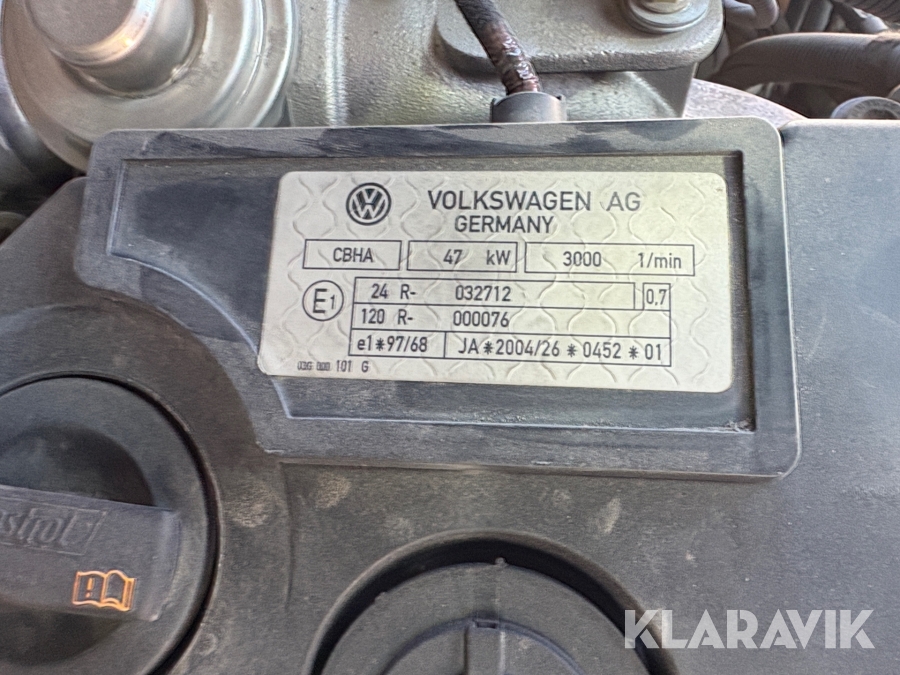 VOLKSWAGEN AG
GERMANY
CBHA 47 kW 3000 1/min
E1 24 R- 032712 0,7
120 R- 000076
e1*97/68 JA*2004/26*0452*01
03G 000 101 G
KLARAVIK